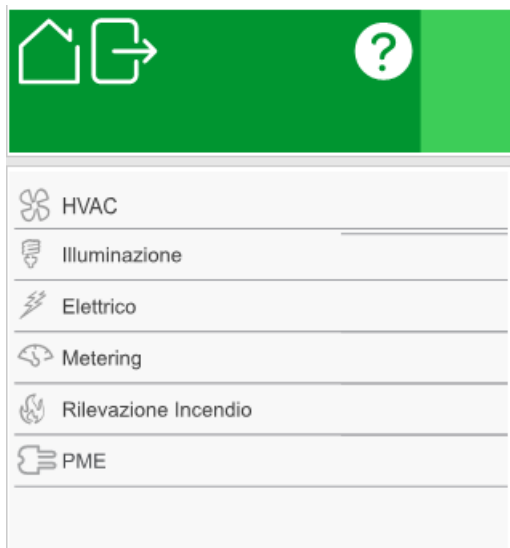 ?
HVAC
Illuminazione
Elettrico
Metering
Rilevazione Incendio
PME